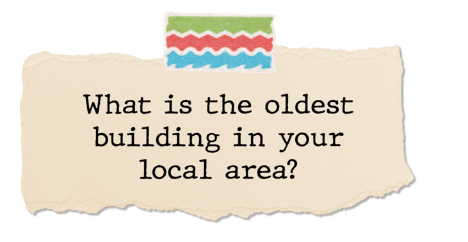 What is the oldest
building in your
local area?